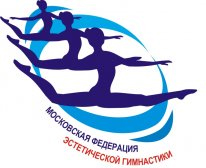 МОСКОВСКАЯ ФЕДЕРАЦИЯ
ЭСТЕТИЧЕСКОЙ ГИМНАСТИКИ